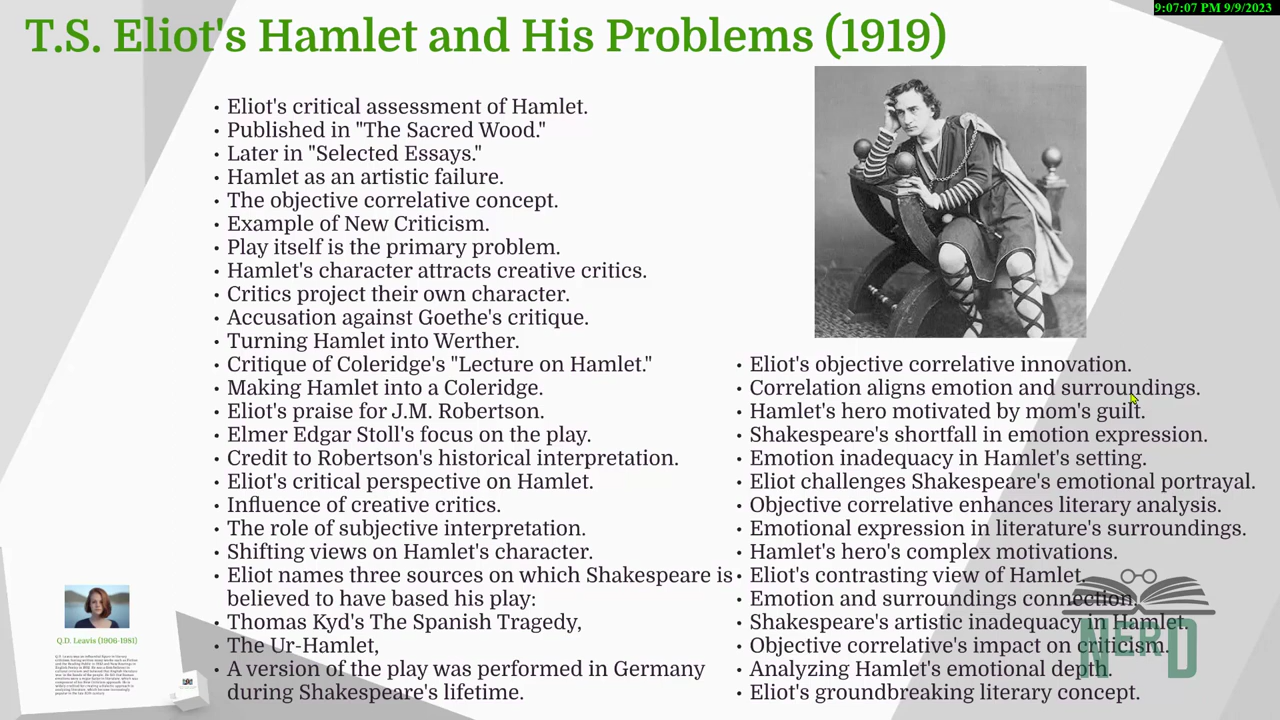 9:07:07 PM 9/9/2023
T.S. Eliot's Hamlet and His Problems (1919)
• Eliot's critical assessment of Hamlet.
• Published in "The Sacred Wood."
• Later in "Selected Essays."
• Hamlet as an artistic failure.
• The objective correlative concept.
• Example of New Criticism.
• Play itself is the primary problem.
• Hamlet's character attracts creative critics.
• Critics project their own character.
• Accusation against Goethe's critique.
• Turning Hamlet into Werther.
• Critique of Coleridge's "Lecture on Hamlet."
• Making Hamlet into a Coleridge.
• Eliot's praise for J.M. Robertson.
• Elmer Edgar Stoll's focus on the play.
• Credit to Robertson's historical interpretation.
• Eliot's critical perspective on Hamlet.
• Influence of creative critics.
• The role of subjective interpretation.
• Shifting views on Hamlet's character.
• Eliot names three sources on which Shakespeare is
believed to have based his play:
• Thomas Kyd's The Spanish Tragedy,
• The Ur-Hamlet,
• A version of the play was performed in Germany
during Shakespeare's lifetime.
• Eliot's objective correlative innovation.
• Correlation aligns emotion and surroundings.
• Hamlet's hero motivated by mom's guilt.
• Shakespeare's shortfall in emotion expression.
• Emotion inadequacy in Hamlet's setting.
• Eliot challenges Shakespeare's emotional portrayal.
• Objective correlative enhances literary analysis.
• Emotional expression in literature's surroundings.
• Hamlet's hero's complex motivations.
• Eliot's contrasting view of Hamlet.
• Emotion and surroundings connection.
• Shakespeare's artistic inadequacy in Hamlet.
• Objective correlative's impact on criticism.
• Analyzing Hamlet's emotional depth.
• Eliot's groundbreaking literary concept.
NERD
Q.D. Leavis (1906-1981)